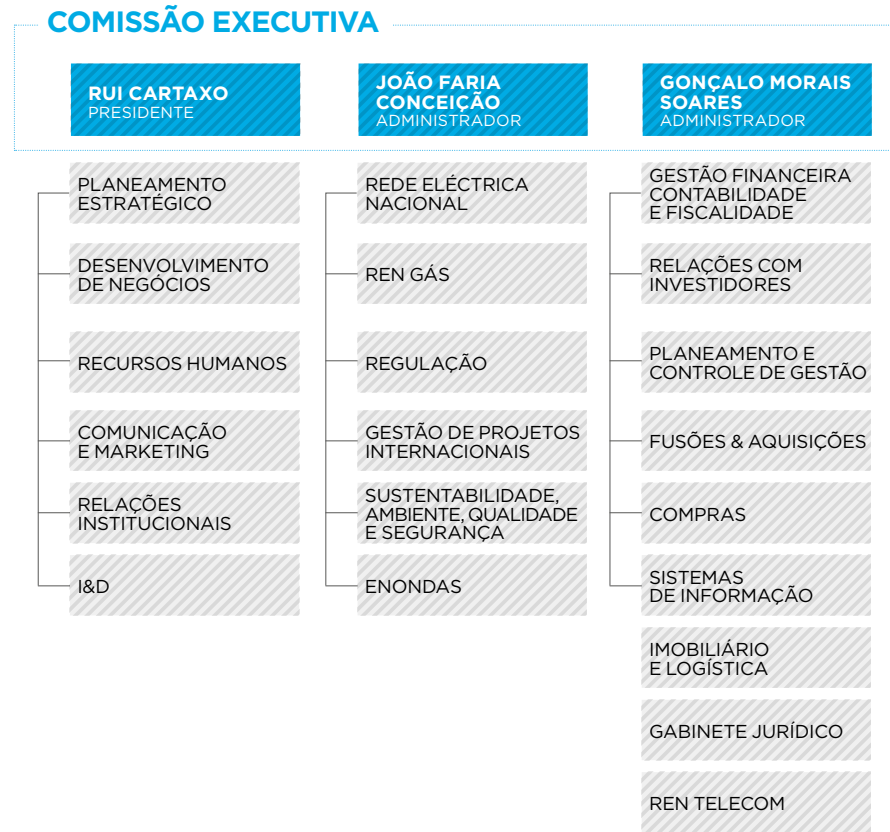 COMISSÃO EXECUTIVA
RUI CARTAXO
PRESIDENTE
PLANEAMENTO
ESTRATÉGICO
DESENVOLVIMENTO
DE NEGÓCIOS
RECURSOS HUMANOS
COMUNICAÇÃO
E MARKETING
RELAÇÕES
INSTITUCIONAIS
I&D
JOÃO FARIA
CONCEIÇÃO
ADMINISTRADOR
REDE ELÉCTRICA
NACIONAL
REN GÁS
REGULAÇÃO
GESTÃO DE PROJETOS
INTERNACIONAIS
SUSTENTABILIDADE,
AMBIENTE, QUALIDADE
E SEGURANÇA
ENONDAS
GONÇALO MORAIS
SOARES
ADMINISTRADOR
GESTÃO FINANCEIRA
CONTABILIDADE
E FISCALIDADE
RELAÇÕES COM
INVESTIDORES
PLANEAMENTO E
CONTROLE DE GESTÃO
FUSÕES & AQUISIÇÕES
COMPRAS
SISTEMAS
DE INFORMAÇÃO
IMOBILIÁRIO
E LOGÍSTICA
GABINETE JURÍDICO
REN TELECOM